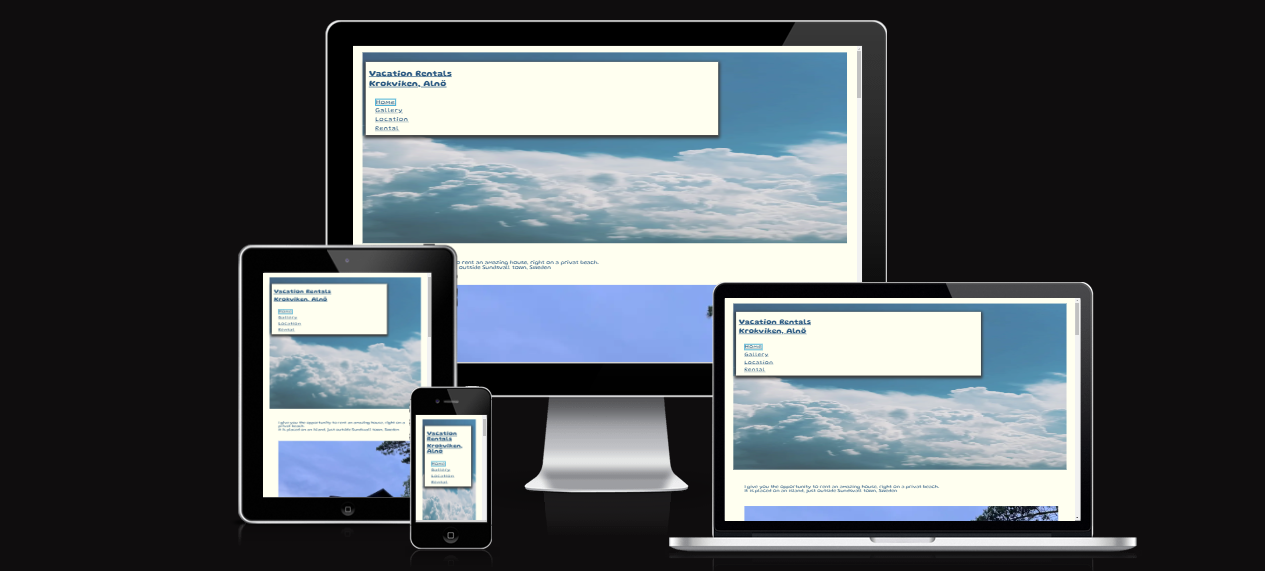 Vacation Rentals
Krokviken, Alnö
Home
Gallery
Location
Rental
to rent an amazing house, right on a privat beach.
outside Sundsvall town, Sweden
Vacation Rentals
Krokviken, Alnö
Home
Gallery
Location
Rental
I give you the opportunity to rent an amazing house, right on a
privat beach.
It is placed on an island, just outside Sundsvall town, Sweden
Vacation
Rentals
Krokviken,
Alnö
Home
Gallery
Location
Rental
Vacation Rentals
Krokviken, Alnö
Home
Gallery
Location
Rental
I give you the opportunity to rent an amazing house, right on a privat beach.
It is placed on an island, just outside Sundsvall town, Sweden